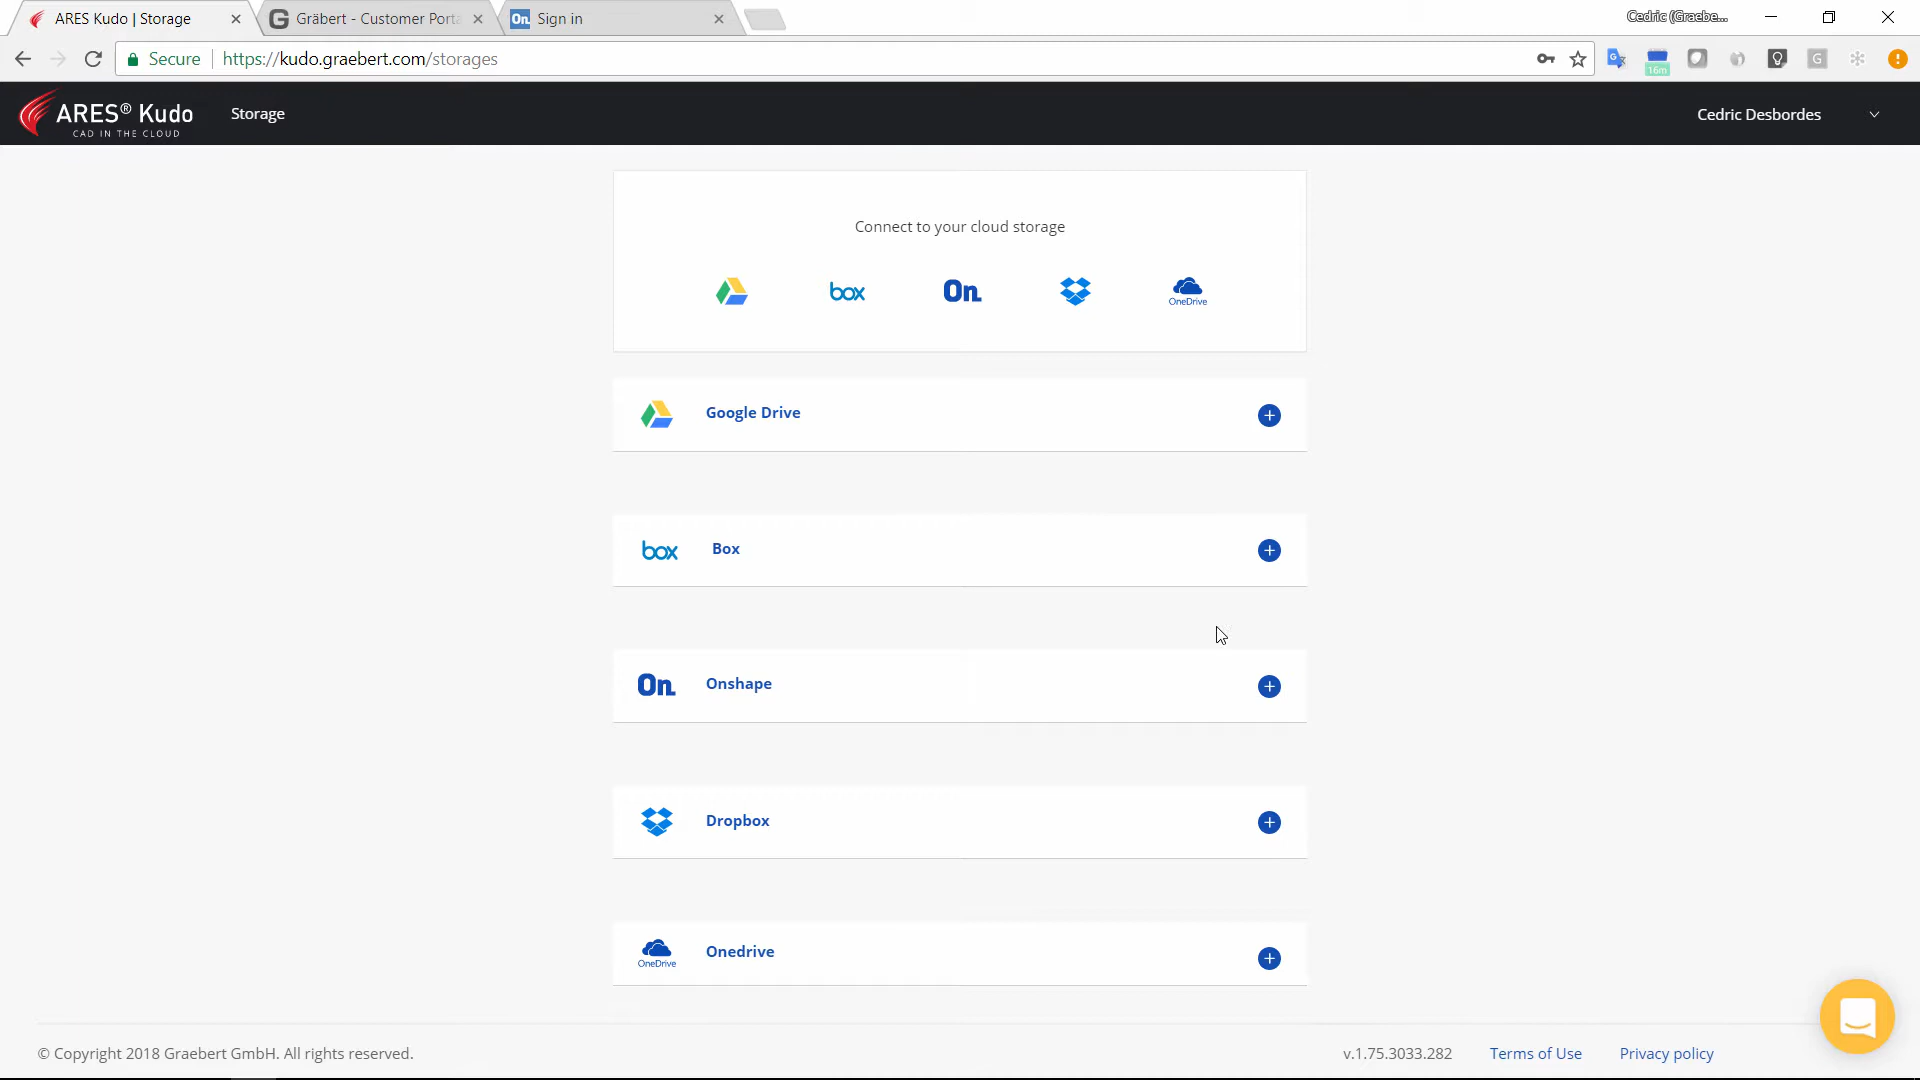 ARES Kudo | Storage
Gräbert - Customer Porta
On Sign in
Cedric (Graebe...
Secure
https://kudo.graebert.com/storages
16m
G
ARES® Kudo
CAD IN THE CLOUD
Storage
Cedric Desbordes
Connect to your cloud storage
box
On.
OneDrive
Google Drive
box Box
On. Onshape
Dropbox
OneDrive Onedrive
© Copyright 2018 Graebert GmbH. All rights reserved.
v.1.75.3033.282
Terms of Use
Privacy policy